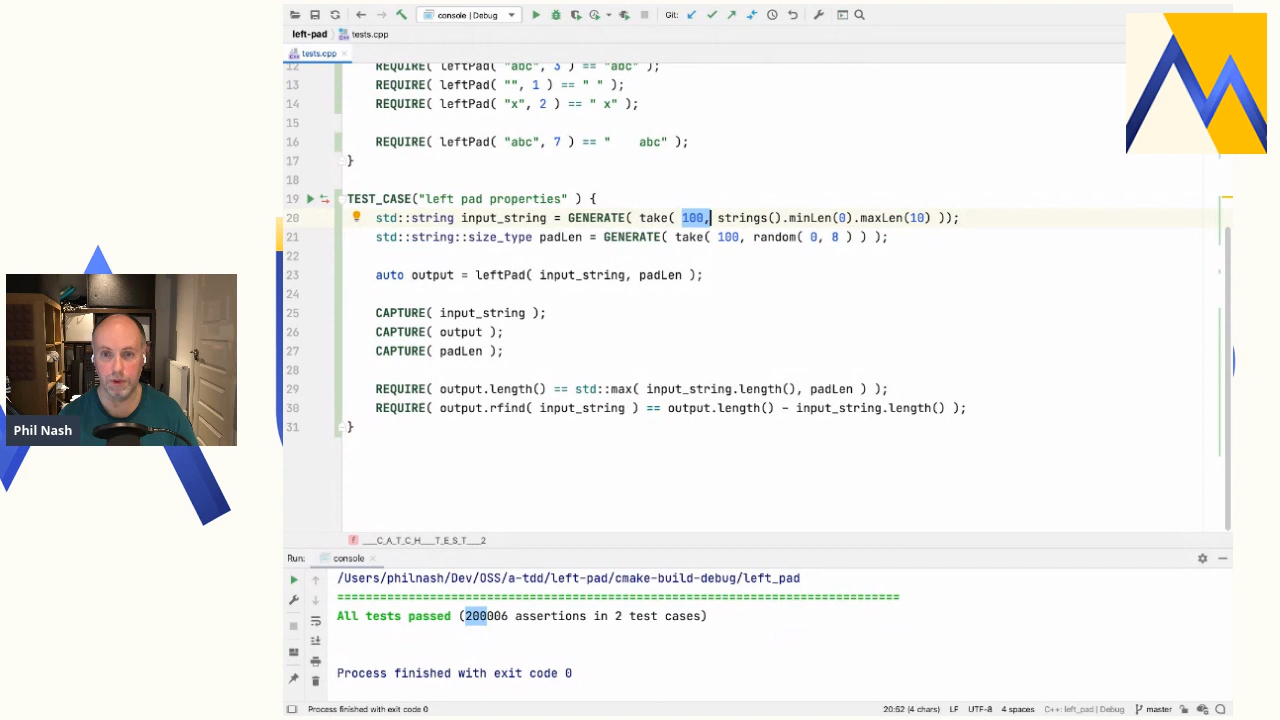 console | Debug
Git:
left-pad
tests.cpp
tests.cpp
12 REQUIRE( leftPad( "abc", 3 ) == "abc" );
13 REQUIRE( leftPad( "", 1 ) == " " );
14 REQUIRE( leftPad( "x", 2 ) == " x" );
15
16 REQUIRE( leftPad( "abc", 7 ) == "    abc" );
17 }
18
19 TEST_CASE("left pad properties" ) {
20 std::string input_string = GENERATE( take( 100, strings().minLen(0).maxLen(10) ));
21 std::string::size_type padLen = GENERATE( take( 100, random( 0, 8 ) ) );
22
23 auto output = leftPad( input_string, padLen );
24
25 CAPTURE( input_string );
26 CAPTURE( output );
27 CAPTURE( padLen );
28
29 REQUIRE( output.length() == std::max( input_string.length(), padLen ) );
30 REQUIRE( output.rfind( input_string ) == output.length() - input_string.length() );
31 }
Phil Nash
f ___C_A_T_C_H___T_E_S_T___2
Run: console
/Users/philnash/Dev/OSS/a-tdd/left-pad/cmake-build-debug/left_pad
===============================================================================
All tests passed (200006 assertions in 2 test cases)
Process finished with exit code 0
Process finished with exit code 0
20:52 (4 chars) LF UTF-8 4 spaces C++: left_pad | Debug master